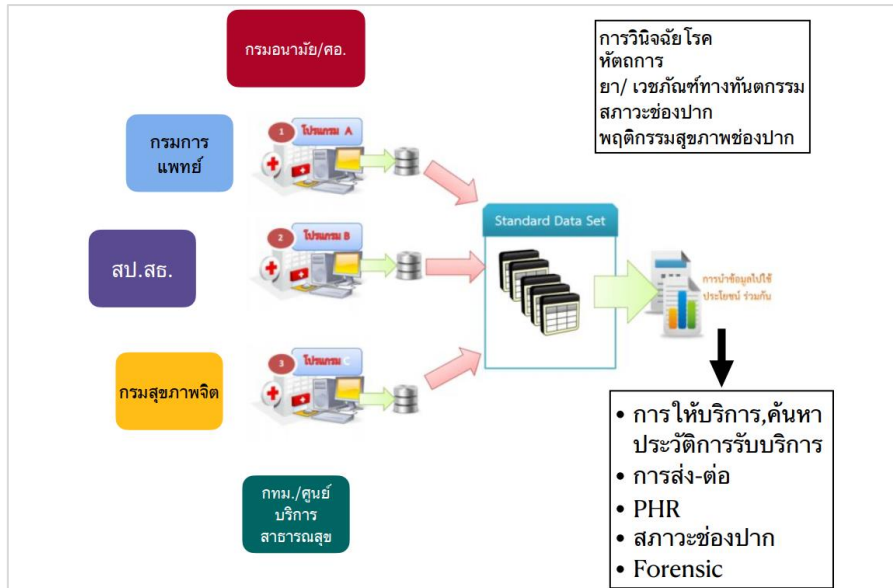 กรมอนามัย/ศอ.
การวินิจฉัยโรค
หัตถการ
ยา/ เวชภัณฑ์ทางทันตกรรม
สภาวะช่องปาก
พฤติกรรมสุขภาพช่องปาก
กรมการ
แพทย์
1 โปรแกรม A
สป.สธ.
2 โปรแกรม B
Standard Data Set
การนำข้อมูลไปใช้
ประโยชน์ ร่วมกัน
กรมสุขภาพจิต
3 โปรแกรม C
กทม./ศูนย์
บริการ
สาธารณสุข
• การให้บริการ,ค้นหา
ประวัติการรับบริการ
• การส่ง-ต่อ
• PHR
• สภาวะช่องปาก
• Forensic